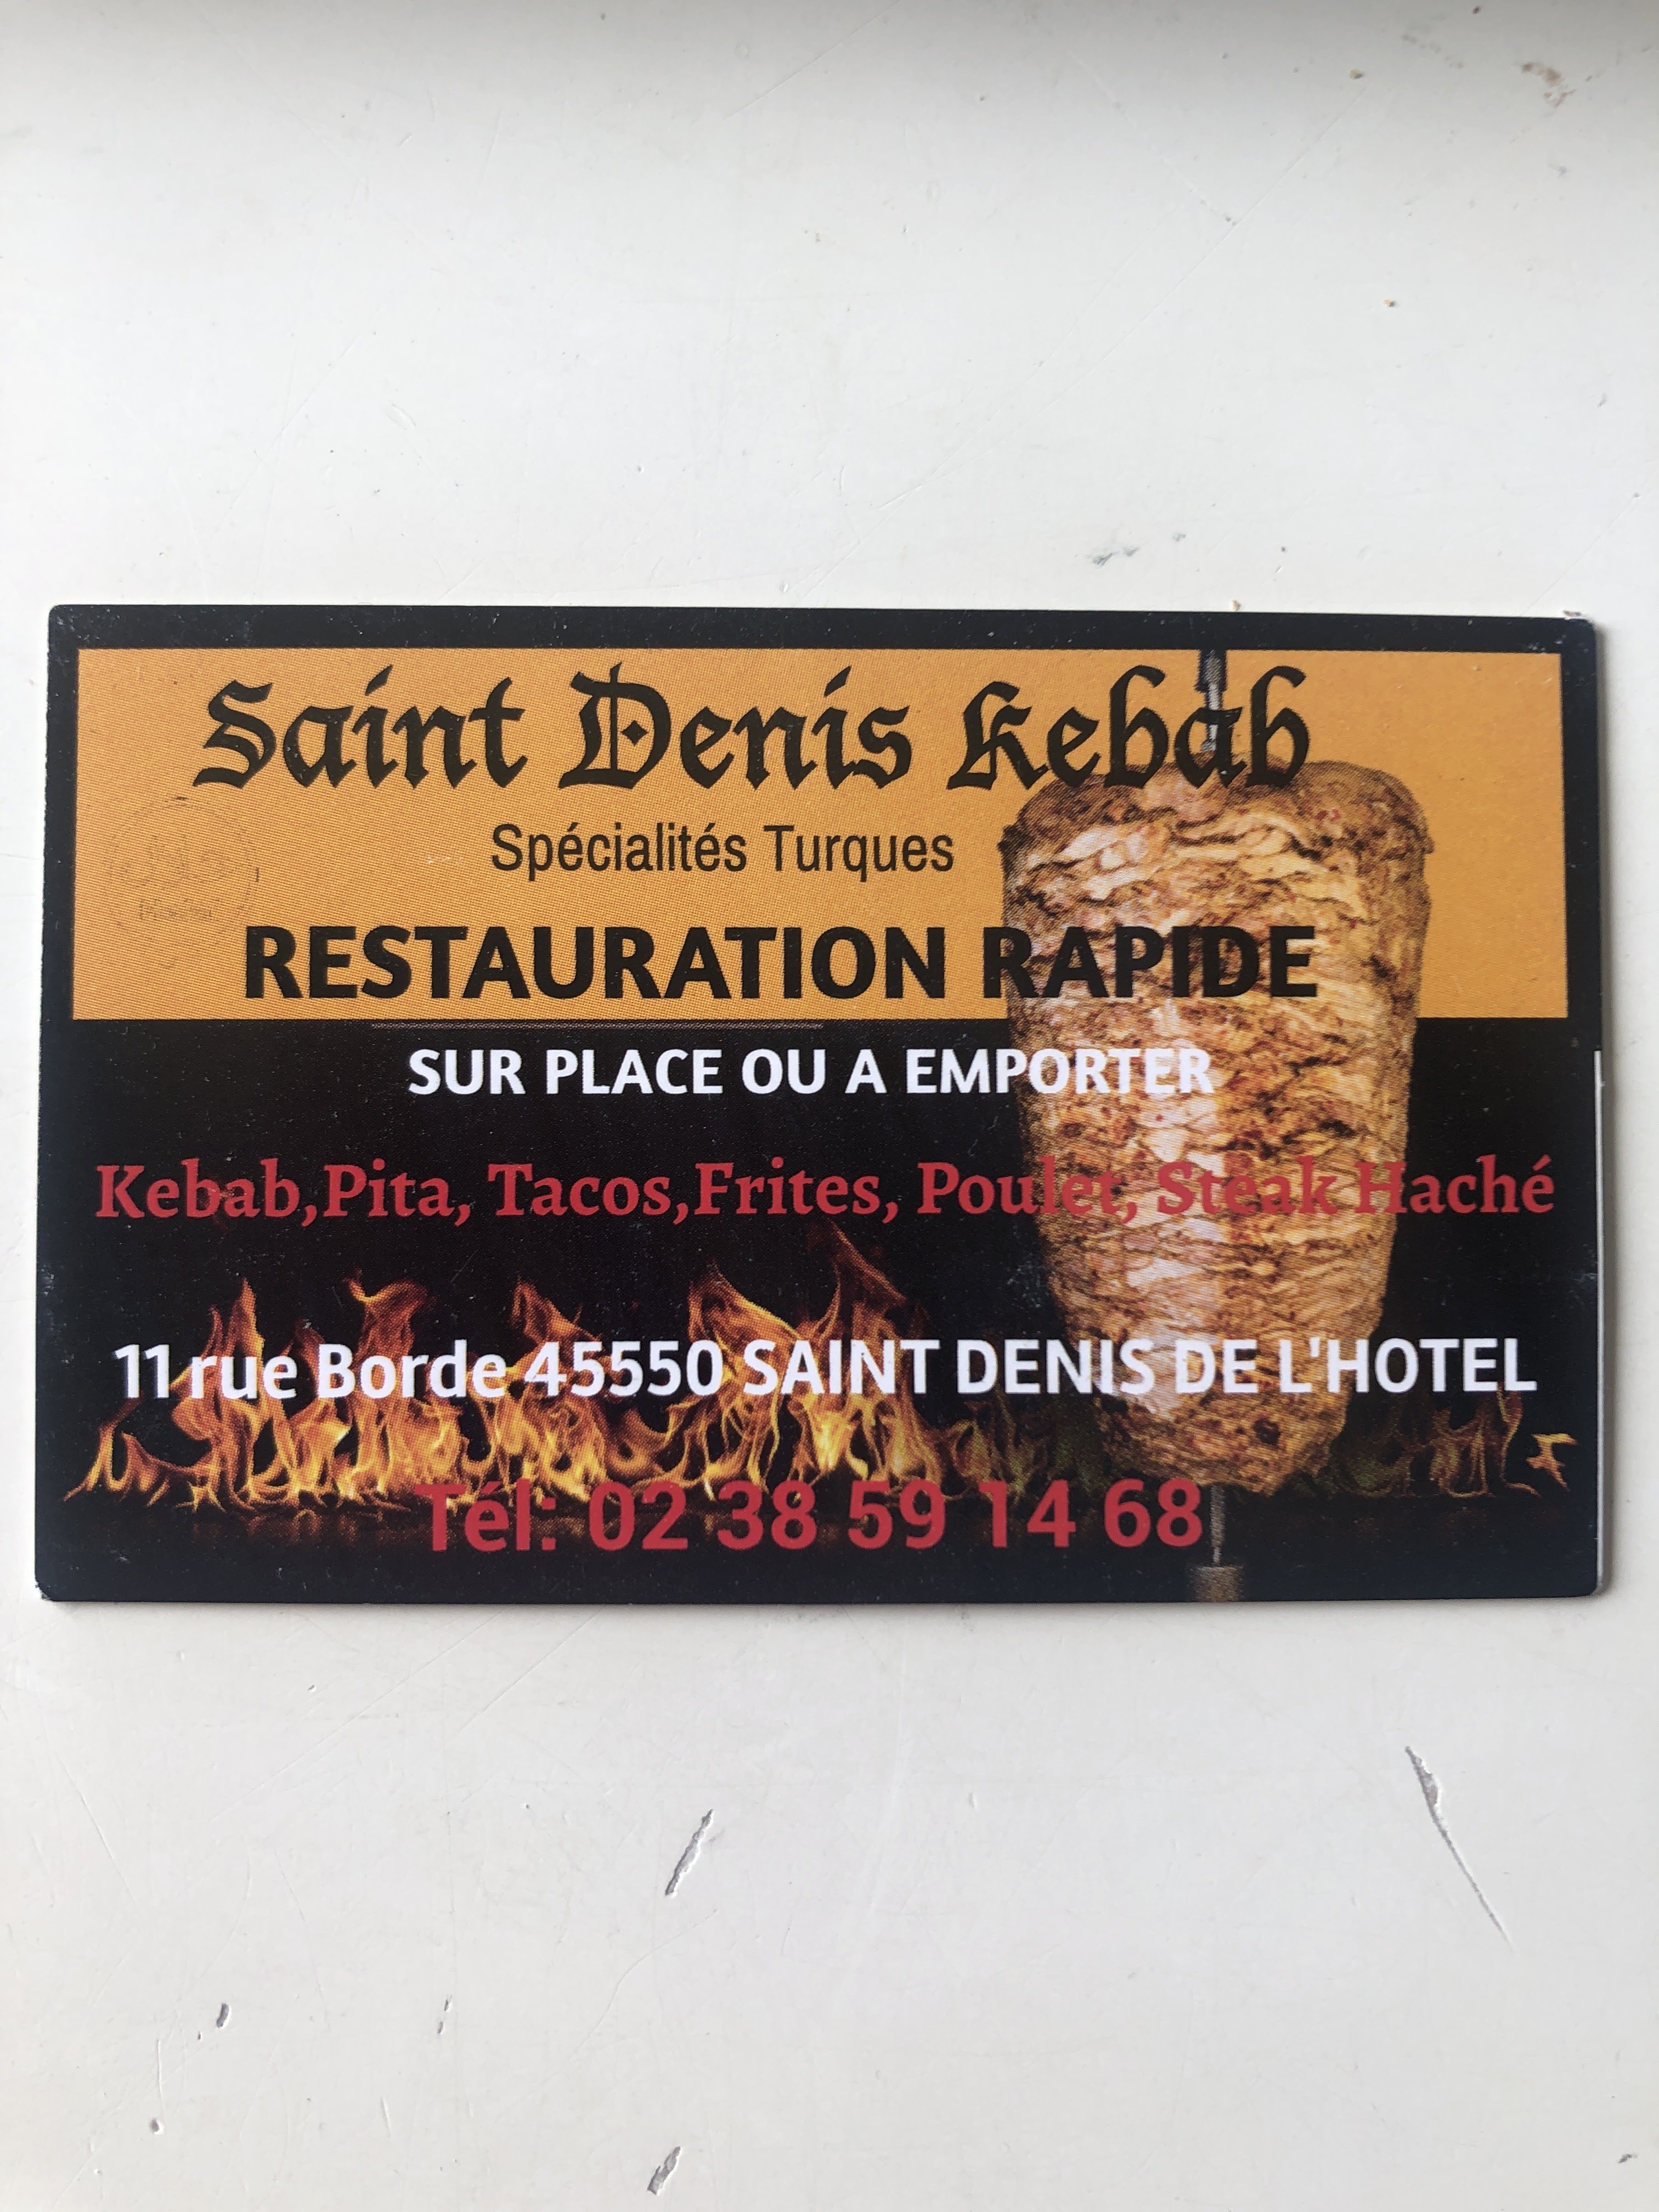 Saint Denis Kebab
Spécialités Turques
RESTAURATION RAPIDE
SUR PLACE OU A EMPORTER
Kebab,Pita, Tacos,Frites, Poulet, Steak Haché
11 rue Borde 45550 SAINT DENIS DE L'HOTEL
Tél: 02 38 59 14 68